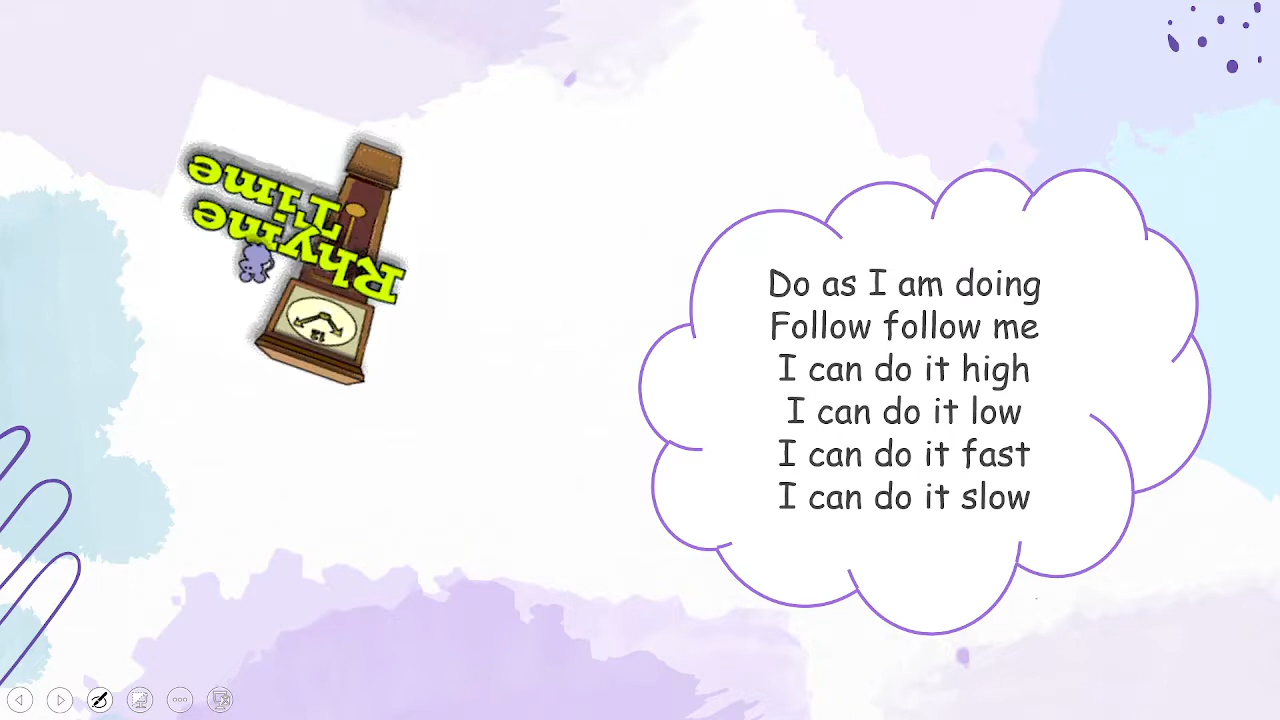 Rhyme
Time
12
Do as I am doing
Follow follow me
I can do it high
I can do it low
I can do it fast
I can do it slow